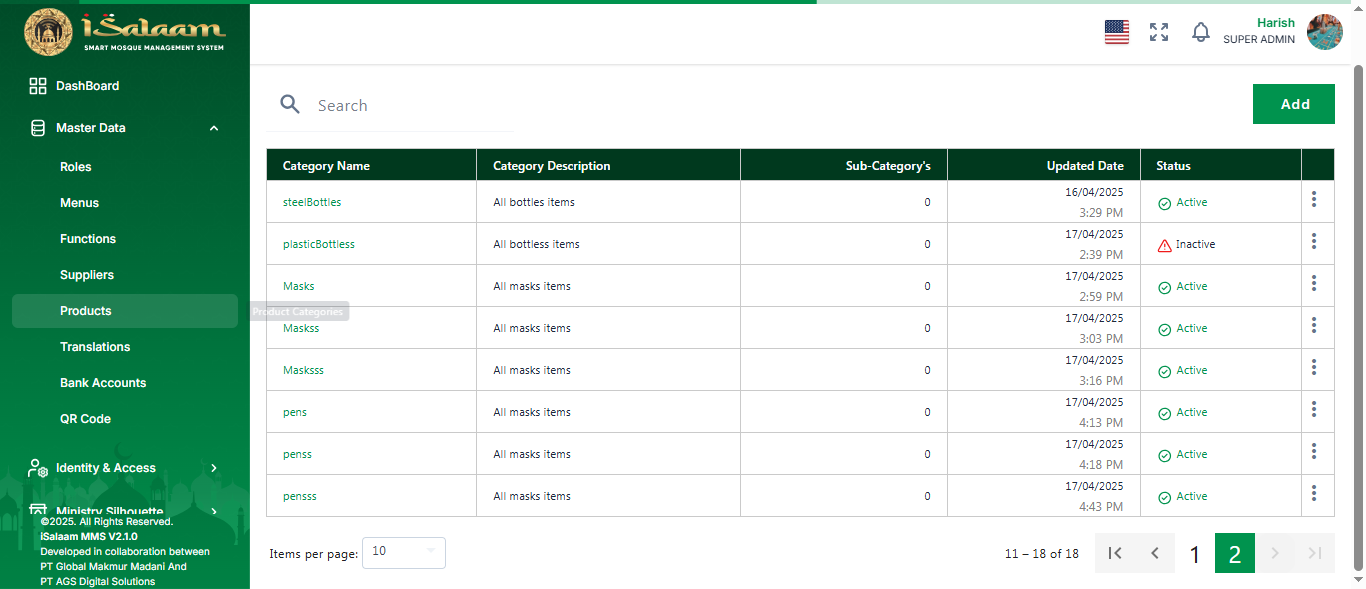 iSalaam
SMART MOSQUE MANAGEMENT SYSTEM
DashBoard
Master Data
Roles
Menus
Functions
Suppliers
Products
Translations
Bank Accounts
QR Code
Identity & Access
Ministry Silhouette
©2025. All Rights Reserved.
iSalaam MMS V2.1.0
Developed in collaboration between
PT Global Makmur Madani And
PT AGS Digital Solutions
Harish
SUPER ADMIN
Search
Add
Category Name Category Description Sub-Category's Updated Date Status
steelBottles All bottles items 0 16/04/2025 3:29 PM Active
plasticBottless All bottless items 0 17/04/2025 2:39 PM Inactive
Masks All masks items 0 17/04/2025 2:59 PM Active
Product Categories
Maskss All masks items 0 17/04/2025 3:03 PM Active
Masksss All masks items 0 17/04/2025 3:16 PM Active
pens All masks items 0 17/04/2025 4:13 PM Active
penss All masks items 0 17/04/2025 4:18 PM Active
pensss All masks items 0 17/04/2025 4:43 PM Active
Items per page: 10 11 – 18 of 18 1 2